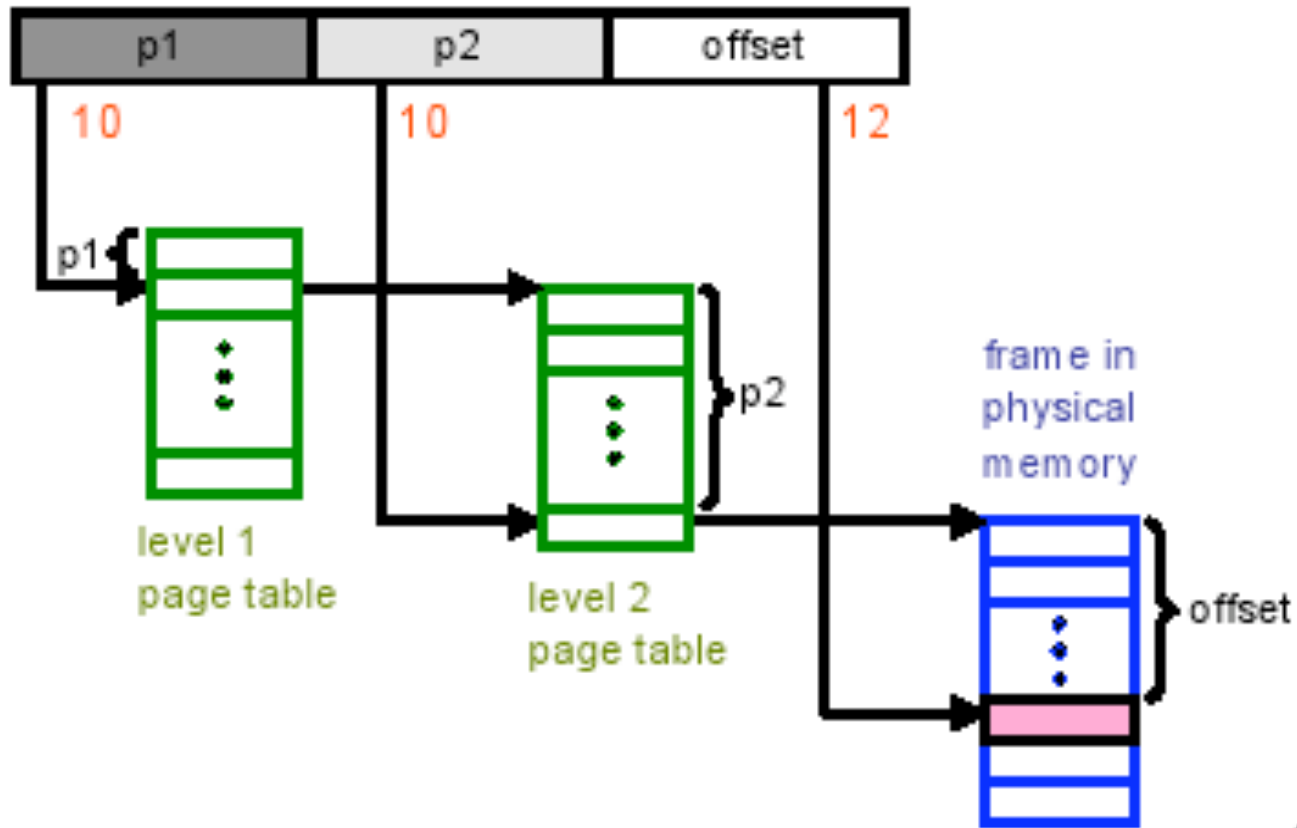 p1
p2
offset
10
10
12
p1
p2
level 1
page table
level 2
page table
frame in
physical
memory
offset